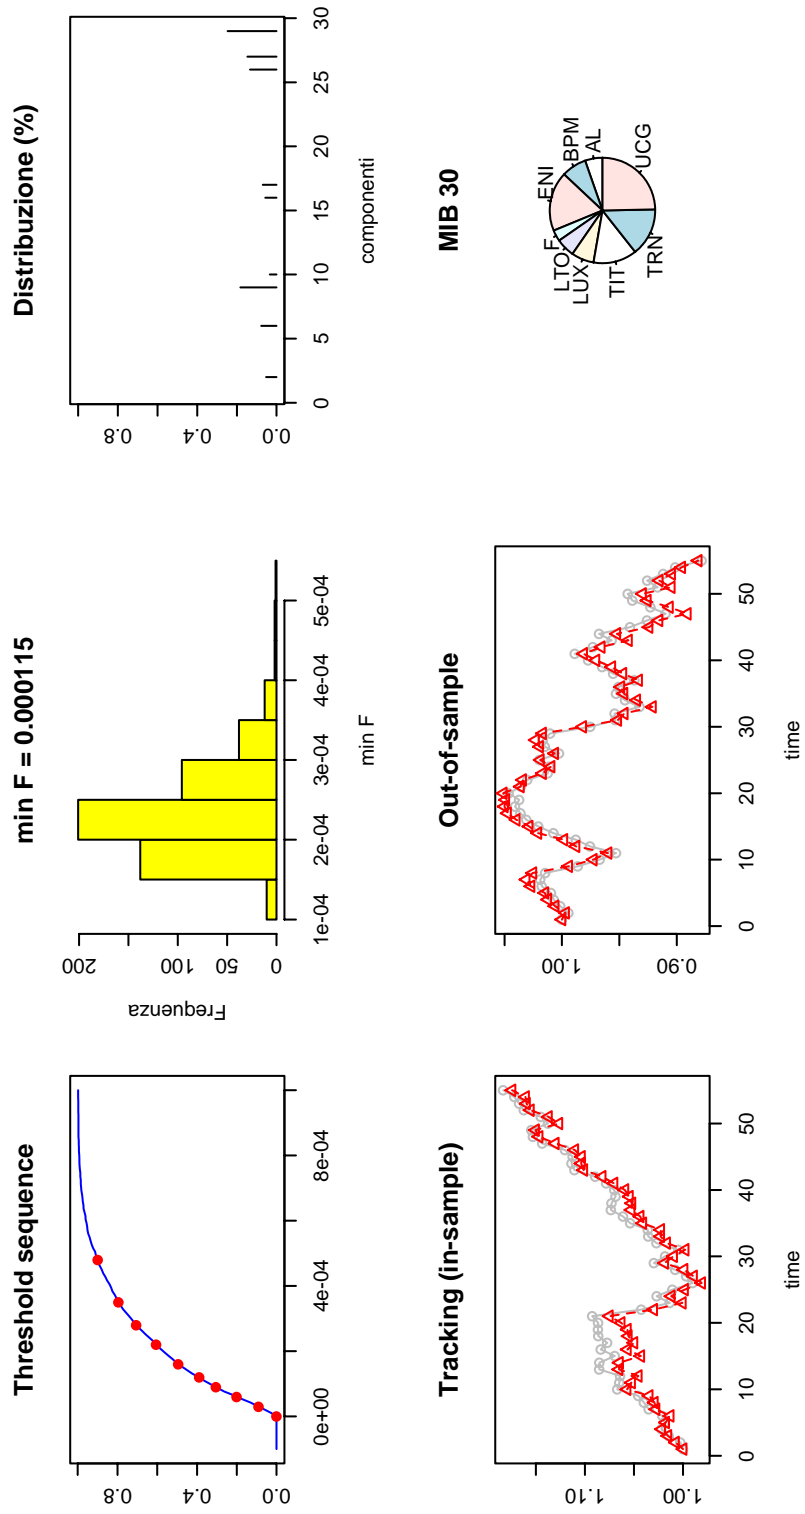 Threshold sequence
0.0 0.4 0.8
0e+00 4e-04 8e-04
min F = 0.000115
Frequenza
0 50 100 200
1e-04 2e-04 3e-04 4e-04 5e-04
min F
Distribuzione (%)
0.0 0.4 0.8
0 5 10 15 20 25 30
componenti
Tracking (in-sample)
1.00 1.10
0 10 20 30 40 50
time
Out-of-sample
0.90 1.00
0 10 20 30 40 50
time
MIB 30
AL
BPM
ENI
F
LTO
LUX
TIT
TRN
UCG